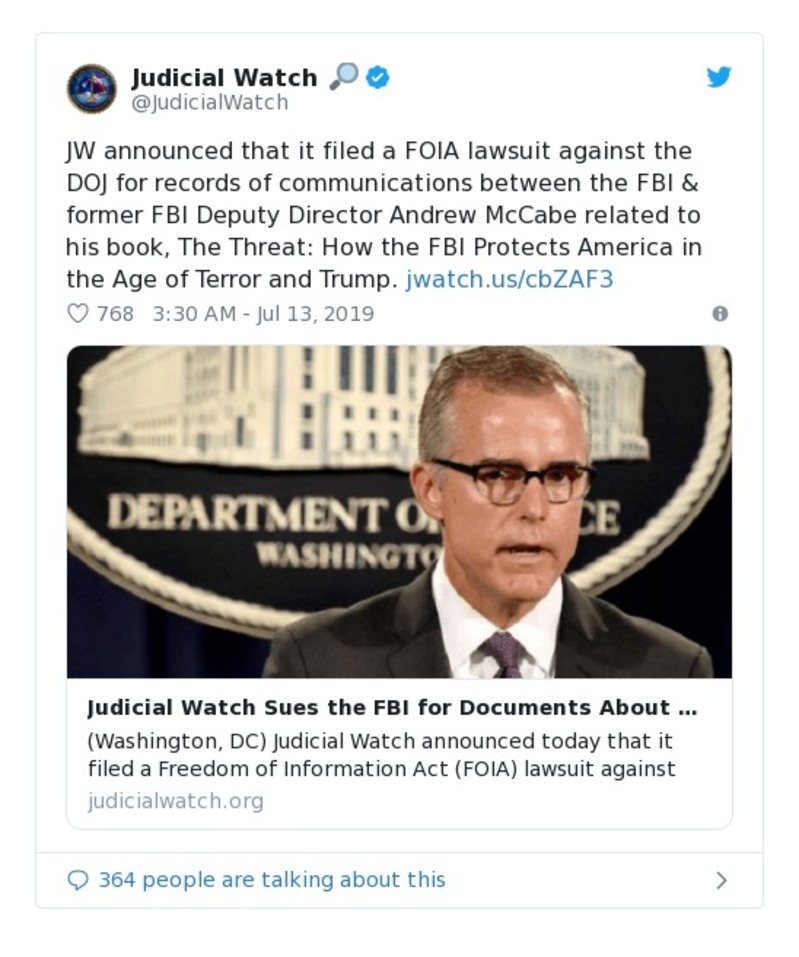 Judicial Watch
@JudicialWatch
JW announced that it filed a FOIA lawsuit against the
DOJ for records of communications between the FBI &
former FBI Deputy Director Andrew McCabe related to
his book, The Threat: How the FBI Protects America in
the Age of Terror and Trump. jwatch.us/cbZAF3
768 3:30 AM - Jul 13, 2019
DEPARTMENT O CE
WASHINGTO
Judicial Watch Sues the FBI for Documents About ...
(Washington, DC) Judicial Watch announced today that it
filed a Freedom of Information Act (FOIA) lawsuit against
judicialwatch.org
364 people are talking about this